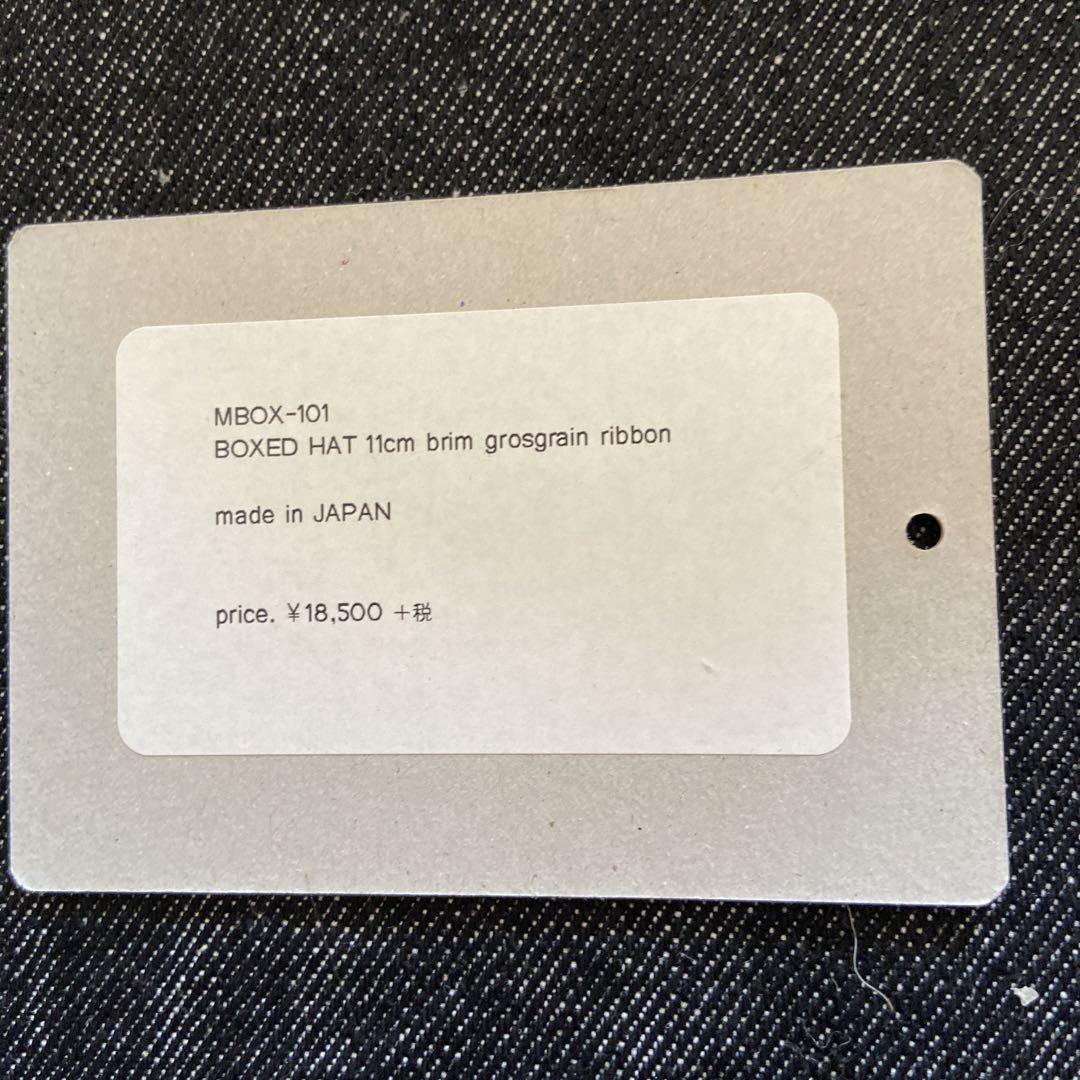 MBOX-101
BOXED HAT 11cm brim grosgrain ribbon
made in JAPAN
price. ¥18,500 +税